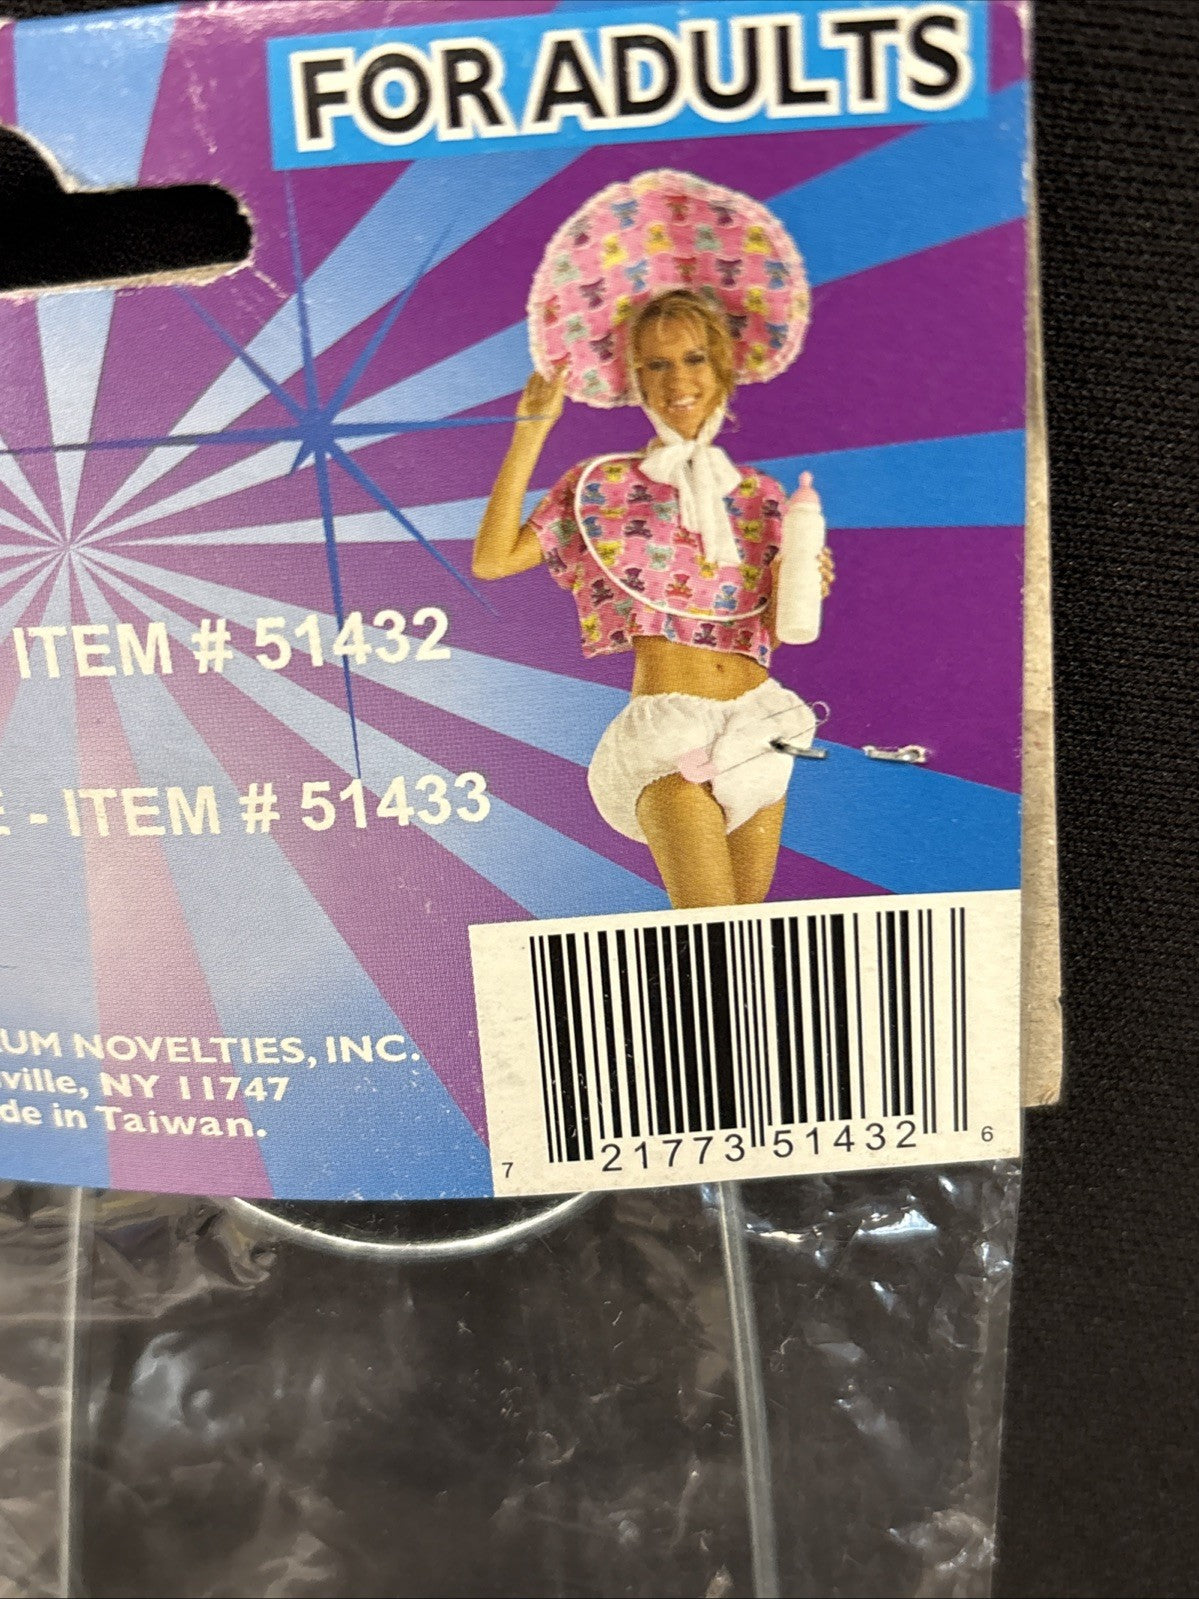 FOR ADULTS
ITEM # 51432
- ITEM # 51433
NOVELTIES, INC.
NY 11747
in Taiwan.
7 21773 51432 6